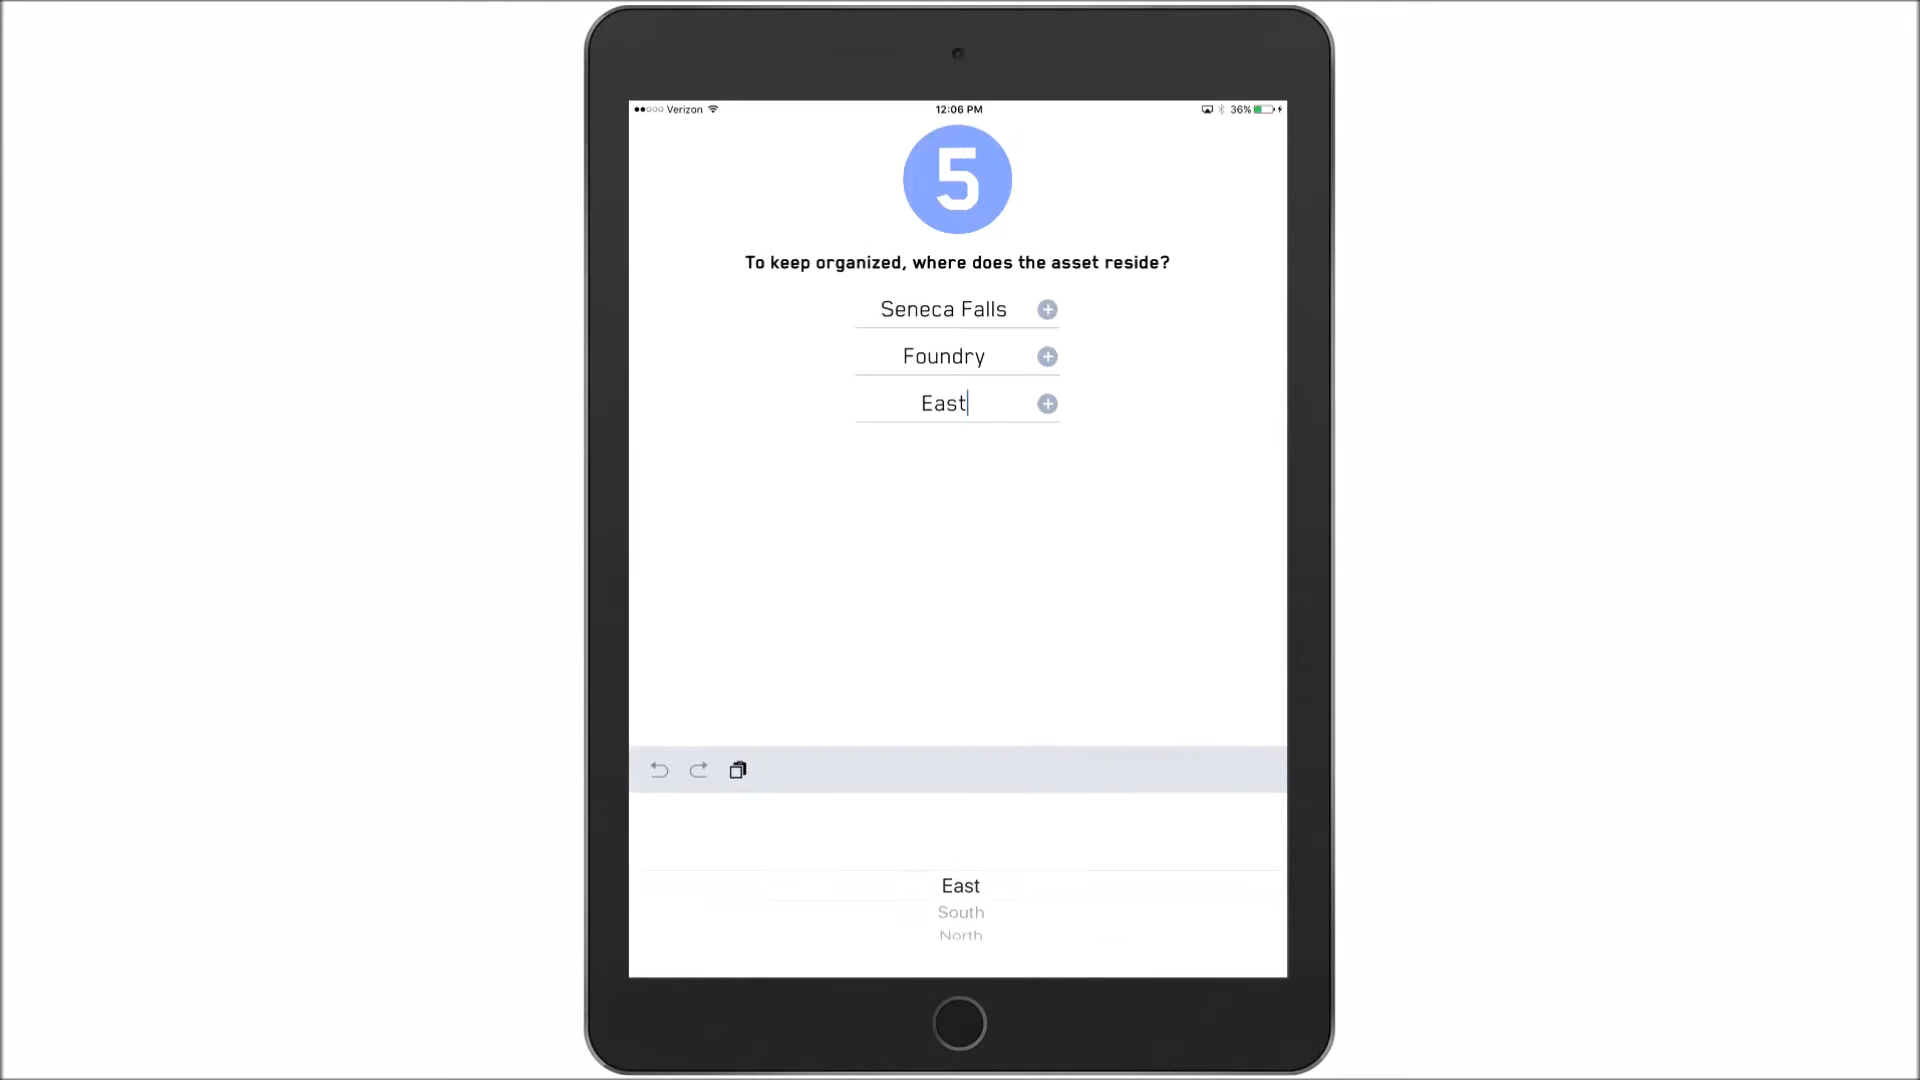 Verizon 12:06 PM 36%
5
To keep organized, where does the asset reside?
Seneca Falls
Foundry
East
East
South
North